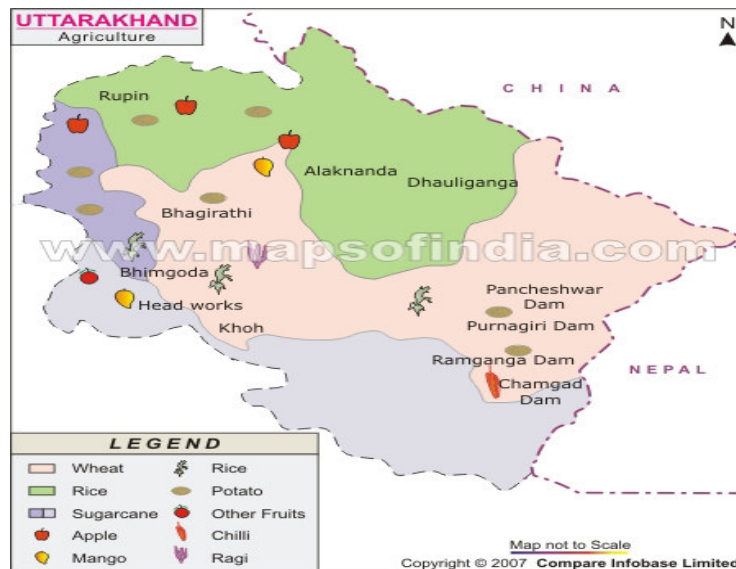 UTTARAKHAND
Agriculture
N
CHINA
Rupin
Alaknanda
Dhauliganga
Bhagirathi
www.mapsofindia.com
Bhimgoda
Head works
Khoh
Pancheshwar
Dam
Purnagiri Dam
Ramganga Dam
Chamgad
Dam
NEPAL
LEGEND
Wheat
Rice
Rice
Potato
Sugarcane
Other Fruits
Apple
Chilli
Mango
Ragi
Map not to Scale
Copyright © 2007 Compare Infobase Limited